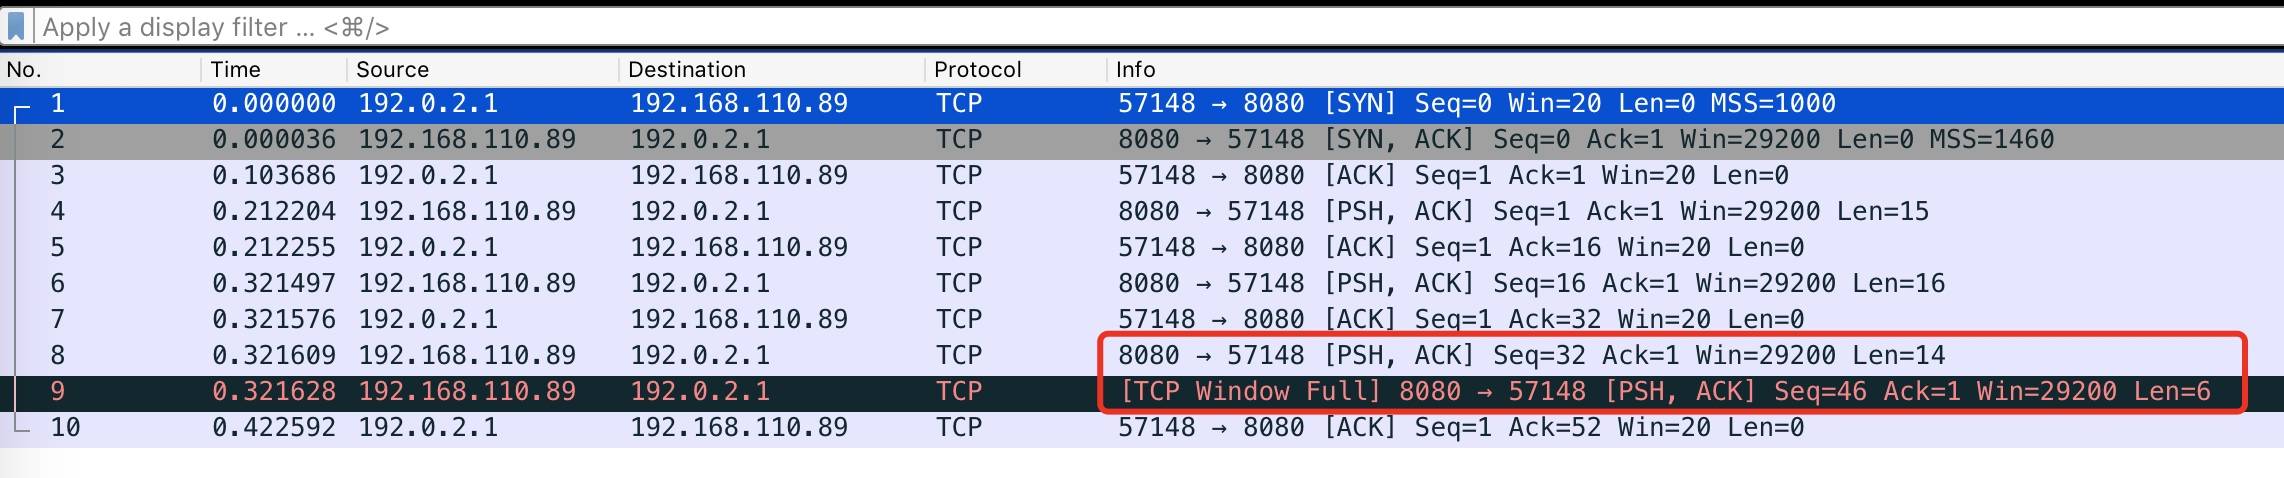 Apply a display filter ... <⌘/>
No. Time Source Destination Protocol Info
1 0.000000 192.0.2.1 192.168.110.89 TCP 57148 → 8080 [SYN] Seq=0 Win=20 Len=0 MSS=1000
2 0.000036 192.168.110.89 192.0.2.1 TCP 8080 → 57148 [SYN, ACK] Seq=0 Ack=1 Win=29200 Len=0 MSS=1460
3 0.103686 192.0.2.1 192.168.110.89 TCP 57148 → 8080 [ACK] Seq=1 Ack=1 Win=20 Len=0
4 0.212204 192.168.110.89 192.0.2.1 TCP 8080 → 57148 [PSH, ACK] Seq=1 Ack=1 Win=29200 Len=15
5 0.212255 192.0.2.1 192.168.110.89 TCP 57148 → 8080 [ACK] Seq=1 Ack=16 Win=20 Len=0
6 0.321497 192.168.110.89 192.0.2.1 TCP 8080 → 57148 [PSH, ACK] Seq=16 Ack=1 Win=29200 Len=16
7 0.321576 192.0.2.1 192.168.110.89 TCP 57148 → 8080 [ACK] Seq=1 Ack=32 Win=20 Len=0
8 0.321609 192.168.110.89 192.0.2.1 TCP 8080 → 57148 [PSH, ACK] Seq=32 Ack=1 Win=29200 Len=14
9 0.321628 192.168.110.89 192.0.2.1 TCP [TCP Window Full] 8080 → 57148 [PSH, ACK] Seq=46 Ack=1 Win=29200 Len=6
10 0.422592 192.0.2.1 192.168.110.89 TCP 57148 → 8080 [ACK] Seq=1 Ack=52 Win=20 Len=0